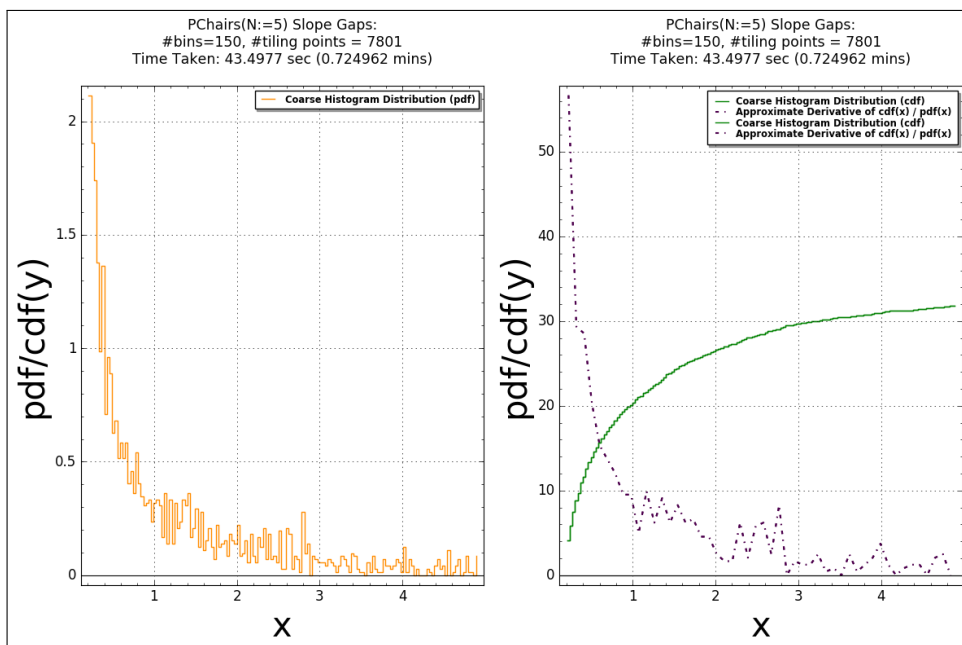 PChairs(N:=5) Slope Gaps:
#bins=150, #tiling points = 7801
Time Taken: 43.4977 sec (0.724962 mins)
Coarse Histogram Distribution (pdf)
2
1.5
1
0.5
0
pdf/cdf(y)
1
2
3
4
x
PChairs(N:=5) Slope Gaps:
#bins=150, #tiling points = 7801
Time Taken: 43.4977 sec (0.724962 mins)
Coarse Histogram Distribution (cdf)
Approximate Derivative of cdf(x) / pdf(x)
Coarse Histogram Distribution (cdf)
Approximate Derivative of cdf(x) / pdf(x)
50
40
30
20
10
0
pdf/cdf(y)
1
2
3
4
x